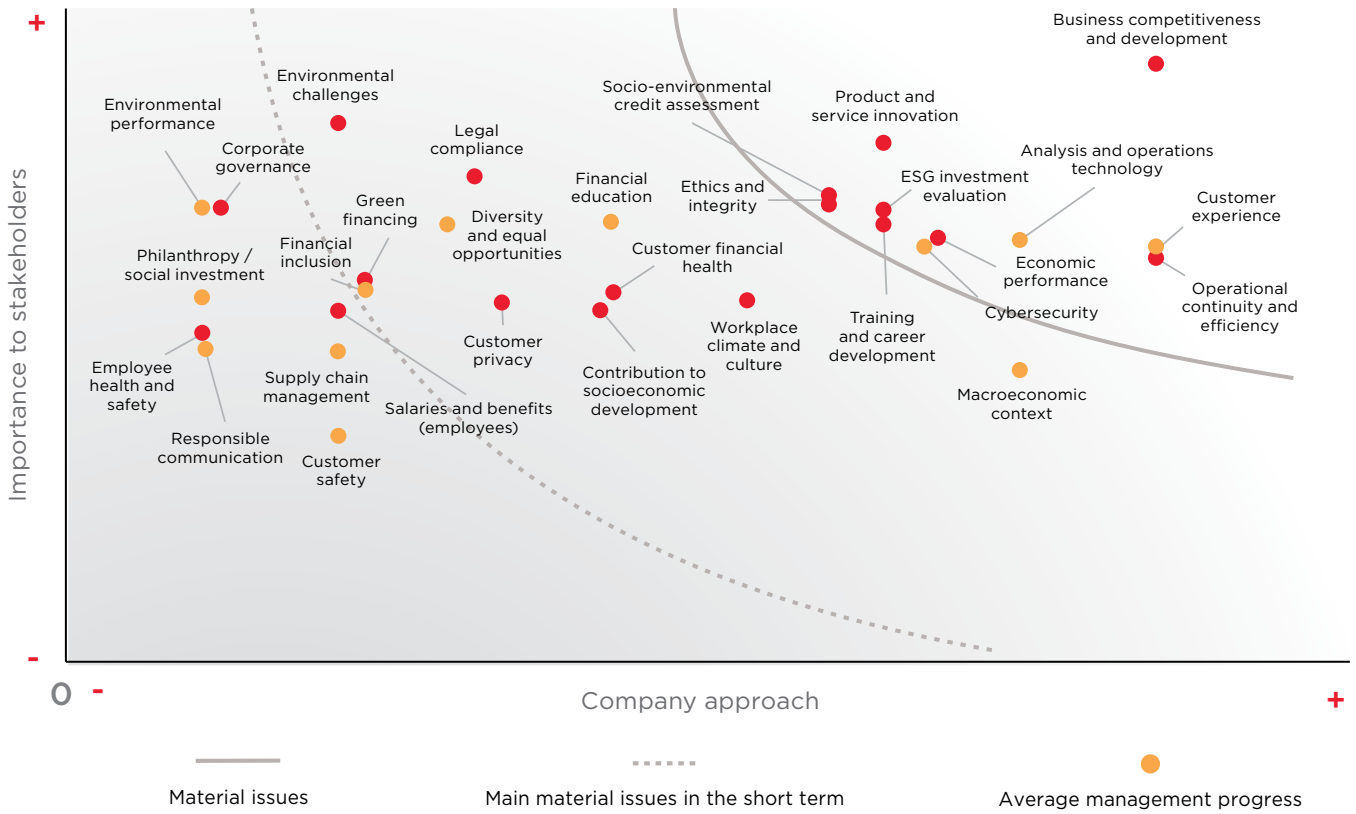 +
Business competitiveness
and development
Environmental
challenges
Socio-environmental
credit assessment
Product and
service innovation
Environmental
performance
Legal
compliance
Corporate
governance
Analysis and operations
technology
Financial
education
Ethics and
integrity
ESG investment
evaluation
Customer
experience
Green
financing
Diversity
and equal
opportunities
Financial
inclusion
Philanthropy /
social investment
Customer financial
health
Economic
performance
Operational
continuity and
efficiency
Cybersecurity
Training
and career
development
Workplace
climate and
culture
Customer
privacy
Contribution to
socioeconomic
development
Employee
health and
safety
Supply chain
management
Salaries and benefits
(employees)
Macroeconomic
context
Responsible
communication
Customer
safety
Importance to stakeholders
-
0 -
Company approach
+
Material issues
Main material issues in the short term
Average management progress